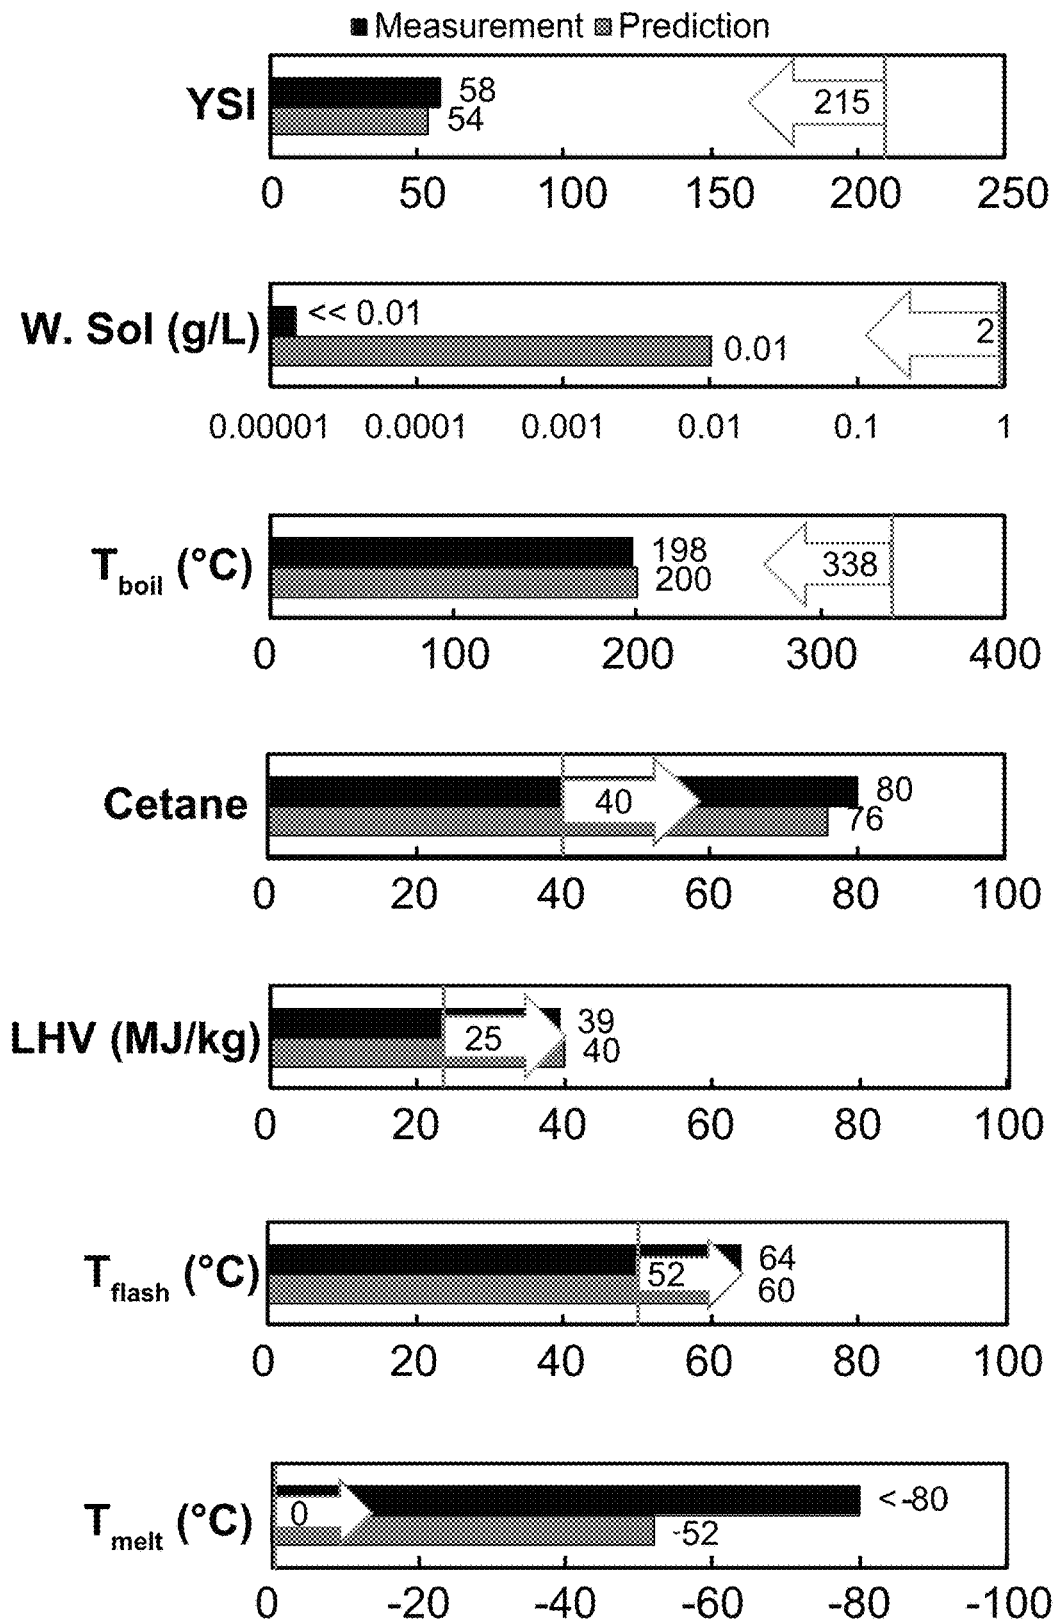 Measurement Prediction
YSI
58
54
215
0 50 100 150 200 250
W. Sol (g/L)
<< 0.01
0.01
2
0.00001 0.0001 0.001 0.01 0.1 1
Tboil (°C)
198
200
338
0 100 200 300 400
Cetane
40
80
76
0 20 40 60 80 100
LHV (MJ/kg)
25
39
40
0 20 40 60 80 100
Tflash (°C)
52
64
60
0 20 40 60 80 100
Tmelt (°C)
0
<-80
-52
0 -20 -40 -60 -80 -100